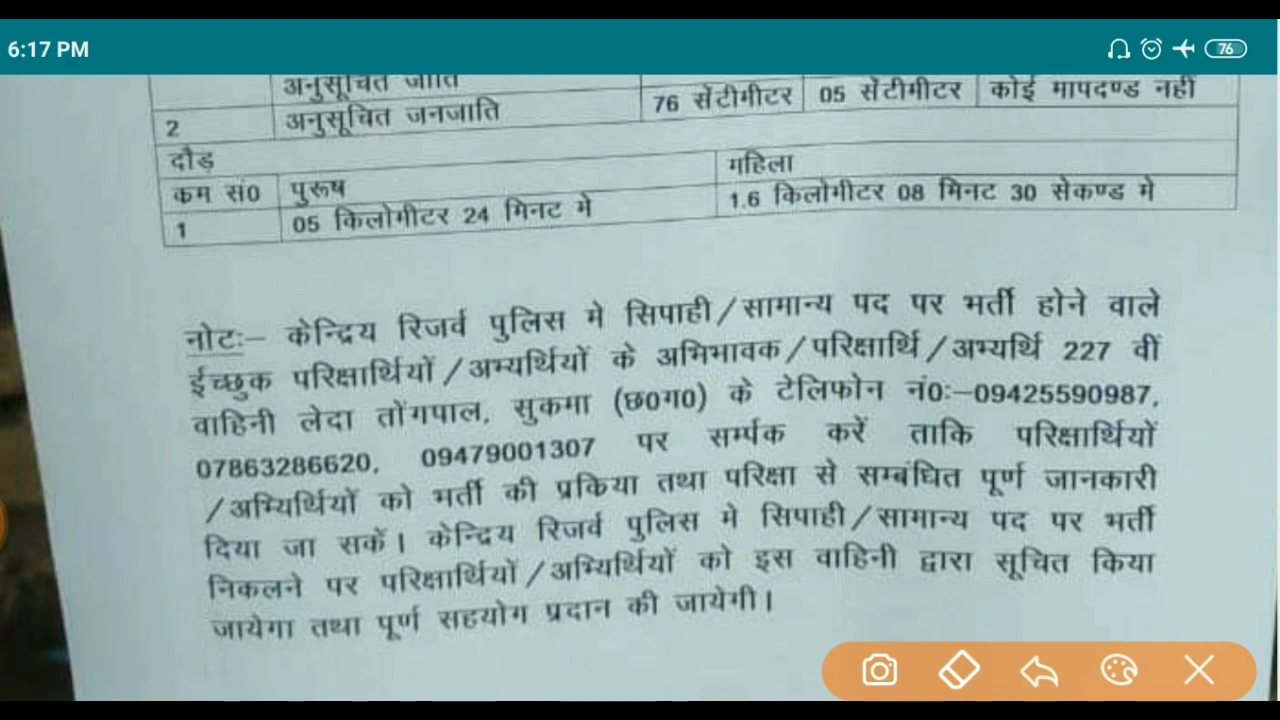 6:17 PM
76
अनुसूचित जाति
2 अनुसूचित जनजाति 76 सेंटीमीटर 05 सेंटीमीटर कोई मापदण्ड नहीं
दौड़
कम सं0 पुरूष महिला
1 05 किलोमीटर 24 मिनट मे 1.6 किलोमीटर 08 मिनट 30 सेकण्ड मे
नोटः– केन्द्रिय रिजर्व पुलिस मे सिपाही/सामान्य पद पर भर्ती होने वाले
ईच्छुक परिक्षार्थियों/अभ्यर्थियों के अभिभावक/परिक्षार्थि/अभ्यर्थि 227 वीं
वाहिनी लेदा तोंगपाल, सुकमा (छ0ग0) के टेलिफोन नं0ः–09425590987,
07863286620, 09479001307 पर सर्म्पक करें ताकि परिक्षार्थियों
/अभ्यिर्थियों को भर्ती की प्रकिया तथा परिक्षा से सम्बंधित पूर्ण जानकारी
दिया जा सकें। केन्द्रिय रिजर्व पुलिस मे सिपाही/सामान्य पद पर भर्ती
निकलने पर परिक्षार्थियों/अभ्यिर्थियों को इस वाहिनी द्वारा सूचित किया
जायेगा तथा पूर्ण सहयोग प्रदान की जायेगी।